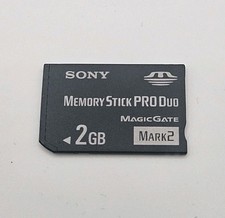 SONY
MEMORY STICK PRO DUO
MAGICGATE
2GB
MARK2